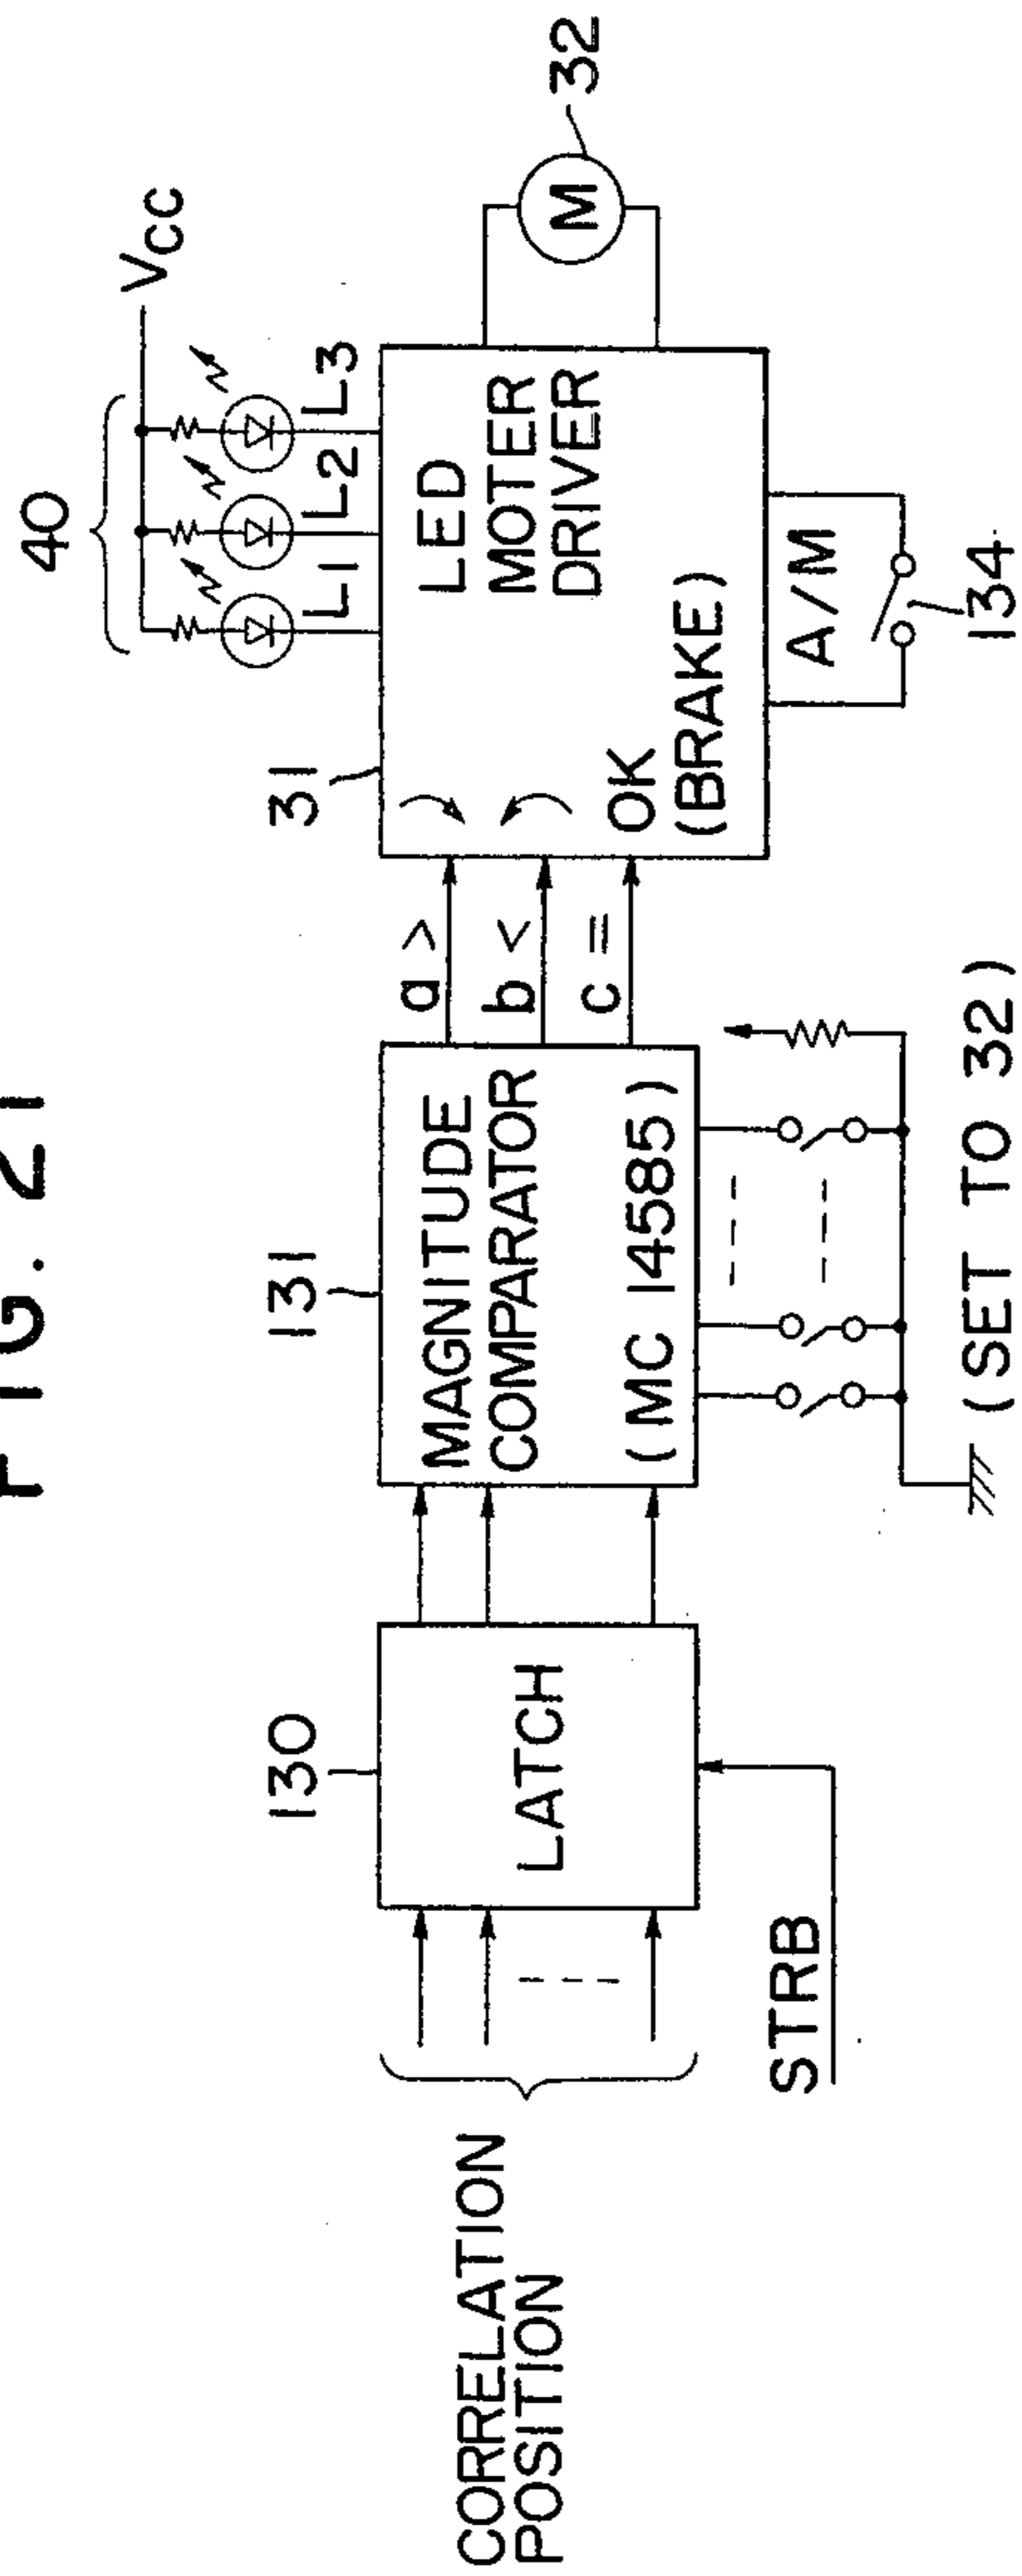 FIG. 21
40
VCC
L1 L2 L3
130
131
31
32
CORRELATION
POSITION
LATCH
STRB
MAGNITUDE
COMPARATOR
(MC 14585)
(SET TO 32)
a >
b <
c =
LED
MOTER
DRIVER
OK
(BRAKE)
M
A/M
134